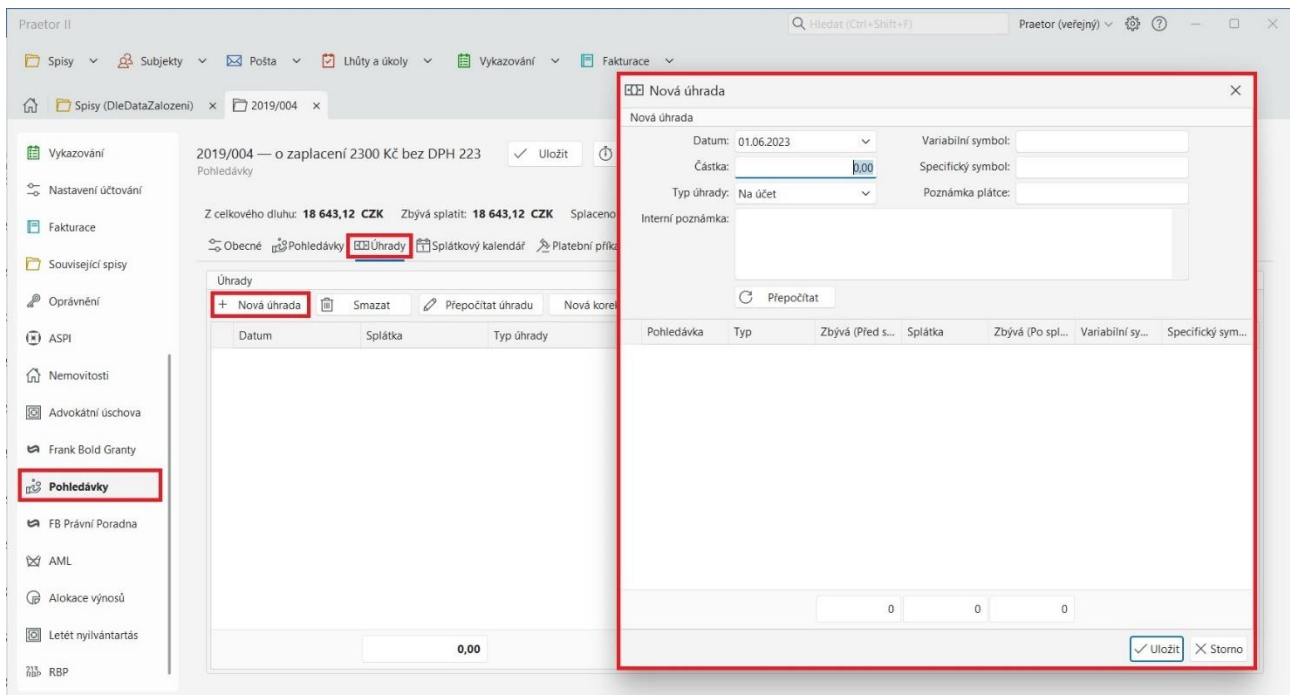 Praetor II
Hledat (Ctrl+Shift+F)
Praetor (veřejný)
Spisy
Subjekty
Pošta
Lhůty a úkoly
Vykazování
Fakturace
Spisy (DleDataZalozeni)
2019/004
Vykazování
Nastavení účtování
Fakturace
Související spisy
Oprávnění
ASPI
Nemovitosti
Advokátní úschova
Frank Bold Granty
Pohledávky
FB Právní Poradna
AML
Alokace výnosů
Letét nyilvántartás
RBP
2019/004 — o zaplacení 2300 Kč bez DPH 223
Uložit
Pohledávky
Z celkového dluhu: 18 643,12 CZK Zbývá splatit: 18 643,12 CZK Splaceno
Obecné Pohledávky Úhrady Splátkový kalendář Platební příka
Úhrady
+ Nová úhrada Smazat Přepočítat úhradu Nová korek
Datum Splátka Typ úhrady
0,00
Nová úhrada
Nová úhrada
Datum: 01.06.2023 Variabilní symbol:
Částka: 0,00 Specifický symbol:
Typ úhrady: Na účet Poznámka plátce:
Interní poznámka:
Přepočítat
Pohledávka Typ Zbývá (Před s... Splátka Zbývá (Po spl... Variabilní sy... Specifický sym...
0 0 0
Uložit Storno